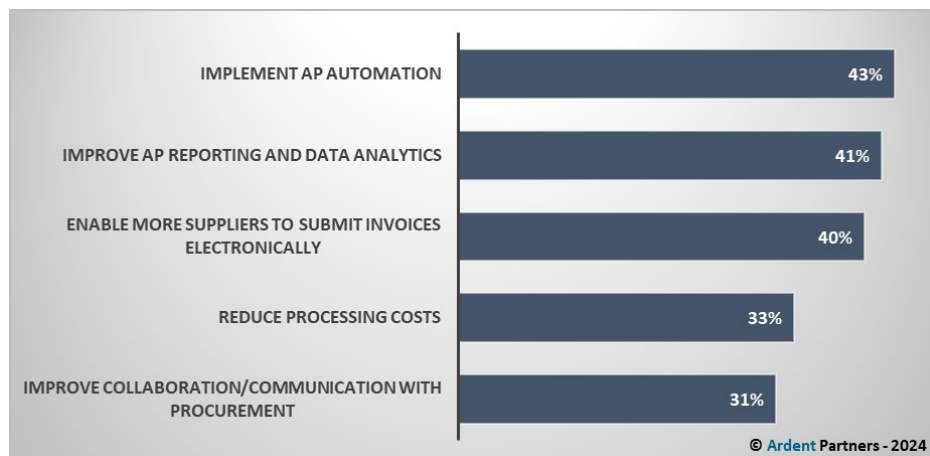 IMPLEMENT AP AUTOMATION
43%
IMPROVE AP REPORTING AND DATA ANALYTICS
41%
ENABLE MORE SUPPLIERS TO SUBMIT INVOICES
ELECTRONICALLY
40%
REDUCE PROCESSING COSTS
33%
IMPROVE COLLABORATION/COMMUNICATION WITH
PROCUREMENT
31%
© Ardent Partners - 2024